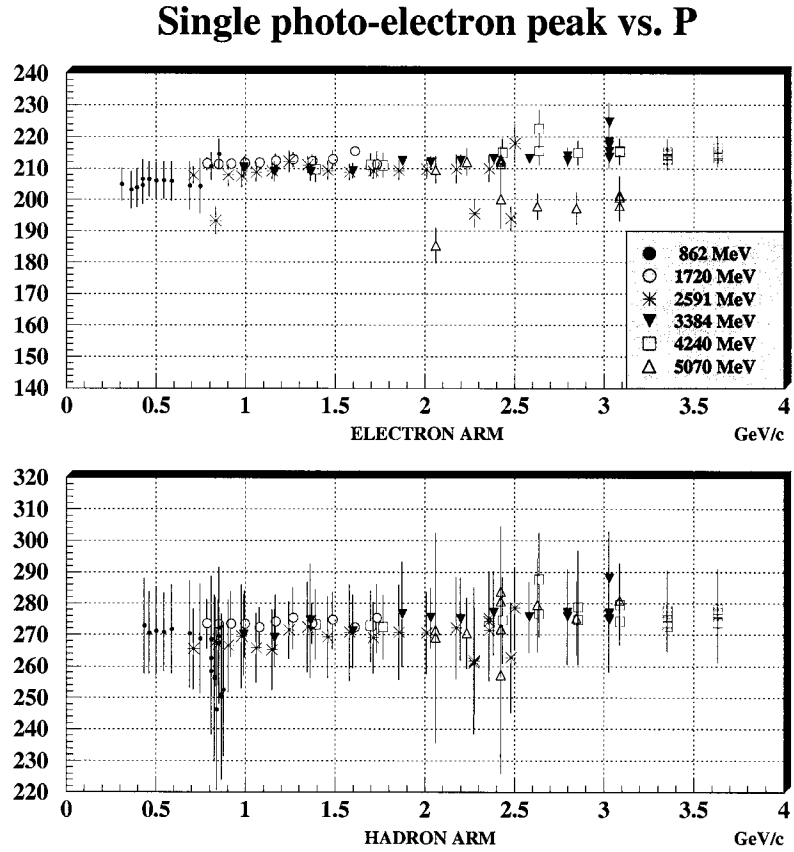 Single photo-electron peak vs. P
240
230
220
210
200
190
180
170
160
150
140
862 MeV
1720 MeV
2591 MeV
3384 MeV
4240 MeV
5070 MeV
0 0.5 1 1.5 2 2.5 3 3.5 4
ELECTRON ARM GeV/c
320
310
300
290
280
270
260
250
240
230
220
0 0.5 1 1.5 2 2.5 3 3.5 4
HADRON ARM GeV/c